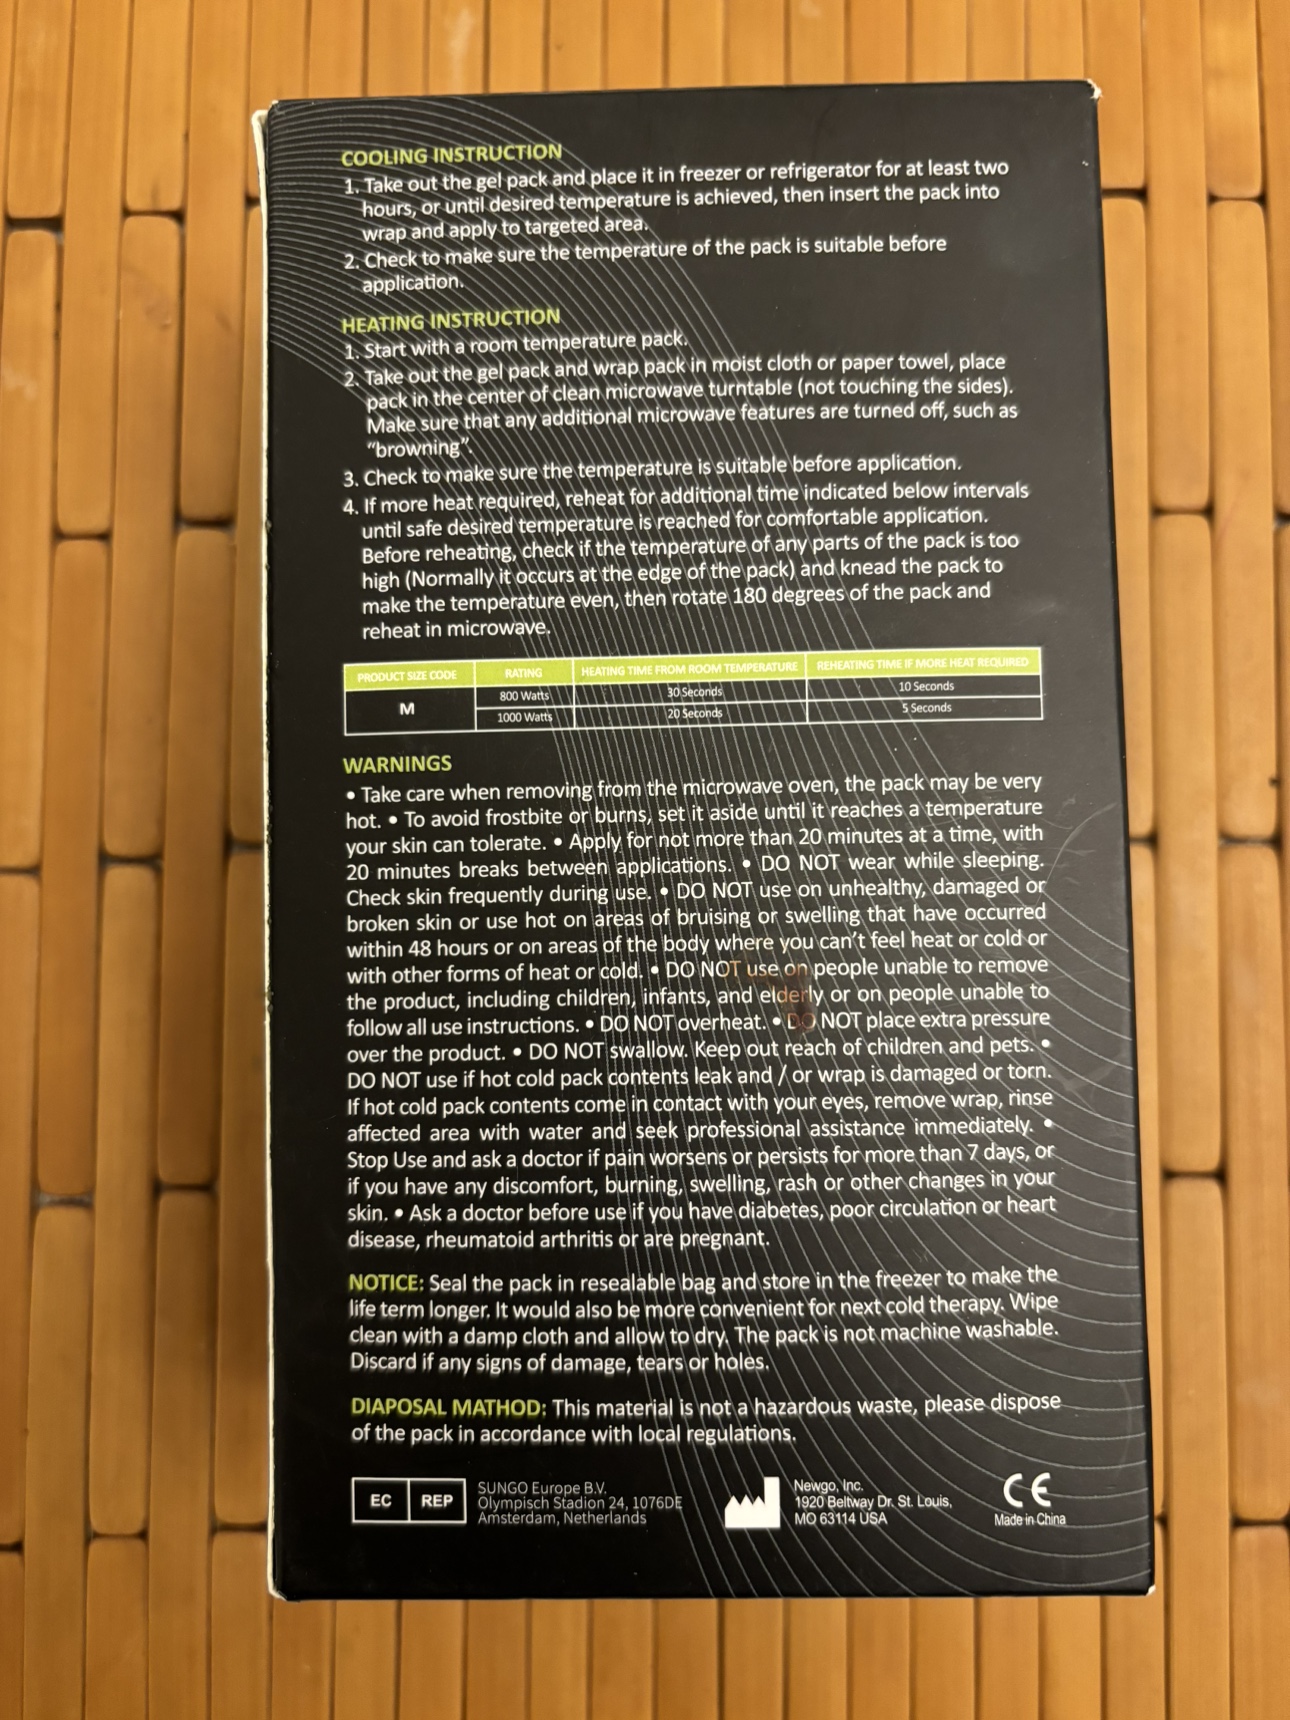 COOLING INSTRUCTION
1. Take out the gel pack and place it in freezer or refrigerator for at least two
hours, or until desired temperature is achieved, then insert the pack into
wrap and apply to targeted area.
2. Check to make sure the temperature of the pack is suitable before
application.
HEATING INSTRUCTION
1. Start with a room temperature pack.
2. Take out the gel pack and wrap pack in moist cloth or paper towel, place
pack in the center of clean microwave turntable (not touching the sides).
Make sure that any additional microwave features are turned off, such as
“browning”.
3. Check to make sure the temperature is suitable before application.
4. If more heat required, reheat for additional time indicated below intervals
until safe desired temperature is reached for comfortable application.
Before reheating, check if the temperature of any parts of the pack is too
high (Normally it occurs at the edge of the pack) and knead the pack to
make the temperature even, then rotate 180 degrees of the pack and
reheat in microwave.
PRODUCT SIZE CODE RATING HEATING TIME FROM ROOM TEMPERATURE REHEATING TIME IF MORE HEAT REQUIRED
M
800 Watts 30 Seconds 10 Seconds
1000 Watts 20 Seconds 5 Seconds
WARNINGS
• Take care when removing from the microwave oven, the pack may be very
hot. • To avoid frostbite or burns, set it aside until it reaches a temperature
your skin can tolerate. • Apply for not more than 20 minutes at a time, with
20 minutes breaks between applications. • DO NOT wear while sleeping.
Check skin frequently during use. • DO NOT use on unhealthy, damaged or
broken skin or use hot on areas of bruising or swelling that have occurred
within 48 hours or on areas of the body where you can’t feel heat or cold or
with other forms of heat or cold. • DO NOT use on people unable to remove
the product, including children, infants, and elderly or on people unable to
follow all use instructions. • DO NOT overheat. • DO NOT place extra pressure
over the product. • DO NOT swallow. Keep out reach of children and pets. •
DO NOT use if hot cold pack contents leak and / or wrap is damaged or torn.
If hot cold pack contents come in contact with your eyes, remove wrap, rinse
affected area with water and seek professional assistance immediately. •
Stop Use and ask a doctor if pain worsens or persists for more than 7 days, or
if you have any discomfort, burning, swelling, rash or other changes in your
skin. • Ask a doctor before use if you have diabetes, poor circulation or heart
disease, rheumatoid arthritis or are pregnant.
NOTICE: Seal the pack in resealable bag and store in the freezer to make the
life term longer. It would also be more convenient for next cold therapy. Wipe
clean with a damp cloth and allow to dry. The pack is not machine washable.
Discard if any signs of damage, tears or holes.
DIAPOSAL MATHOD: This material is not a hazardous waste, please dispose
of the pack in accordance with local regulations.
EC REP
SUNGO Europe B.V.
Olympisch Stadion 24, 1076DE
Amsterdam, Netherlands
Newgo, Inc.
1920 Beltway Dr. St. Louis,
MO 63114 USA
CE
Made in China